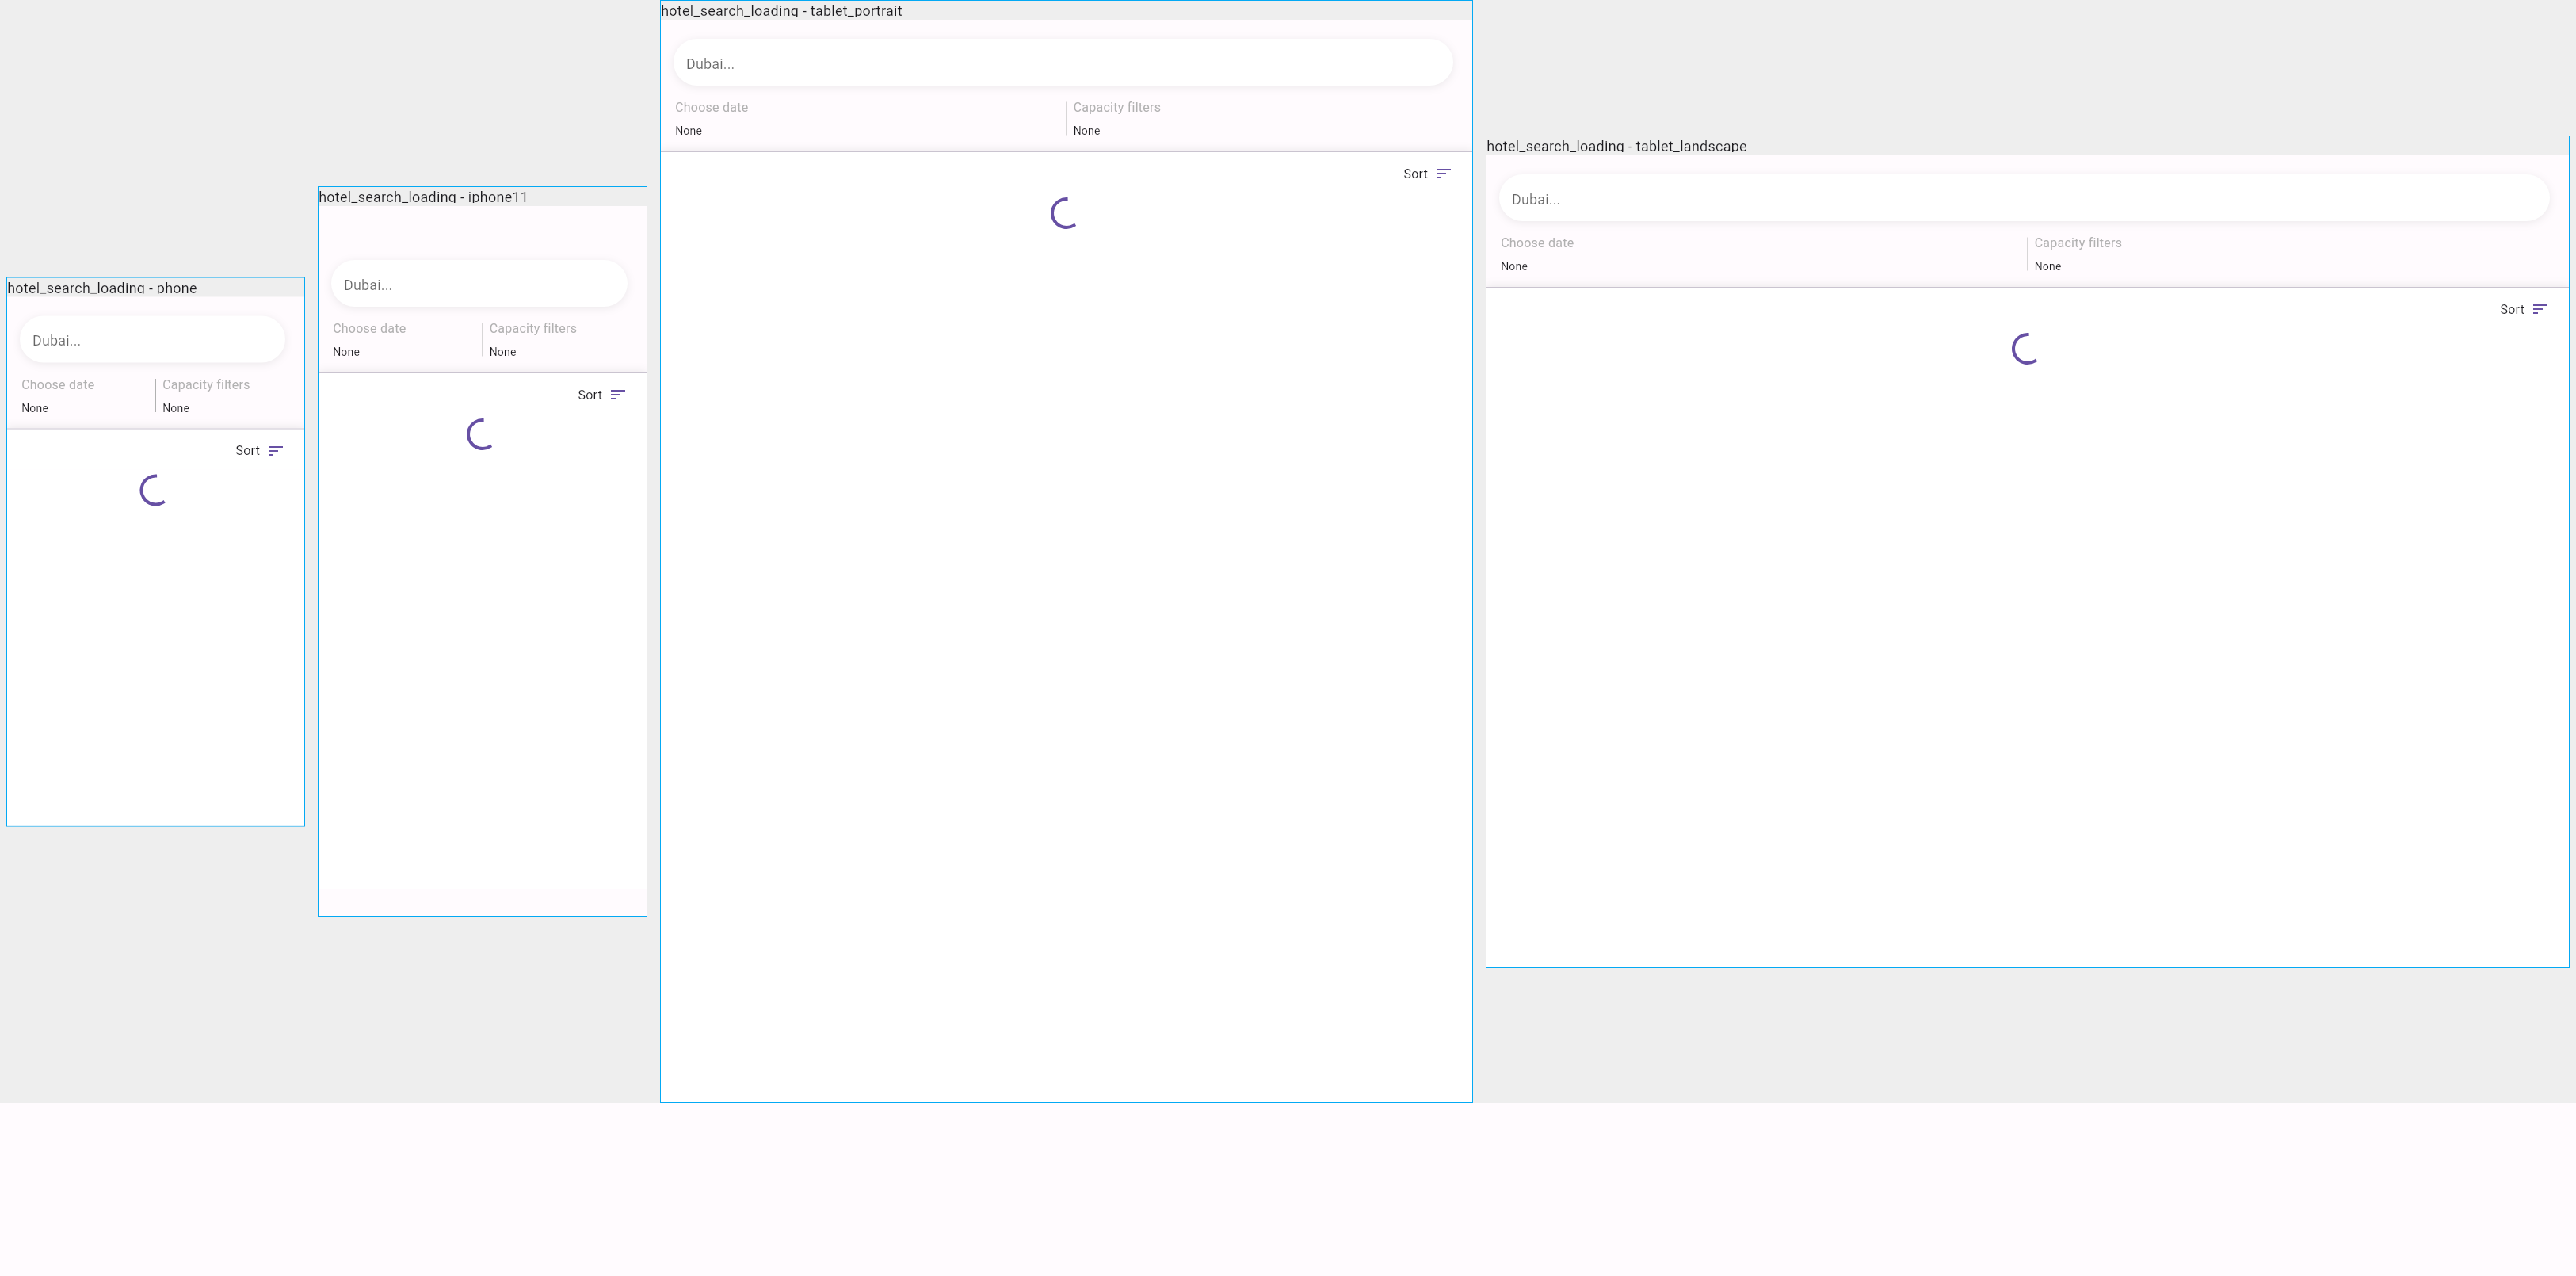 hotel_search_loading - phone
Dubai...
Choose date
Capacity filters
None
None
Sort
hotel_search_loading - iphone11
Dubai...
Choose date
Capacity filters
None
None
Sort
hotel_search_loading - tablet_portrait
Dubai...
Choose date
Capacity filters
None
None
Sort
hotel_search_loading - tablet_landscape
Dubai...
Choose date
Capacity filters
None
None
Sort